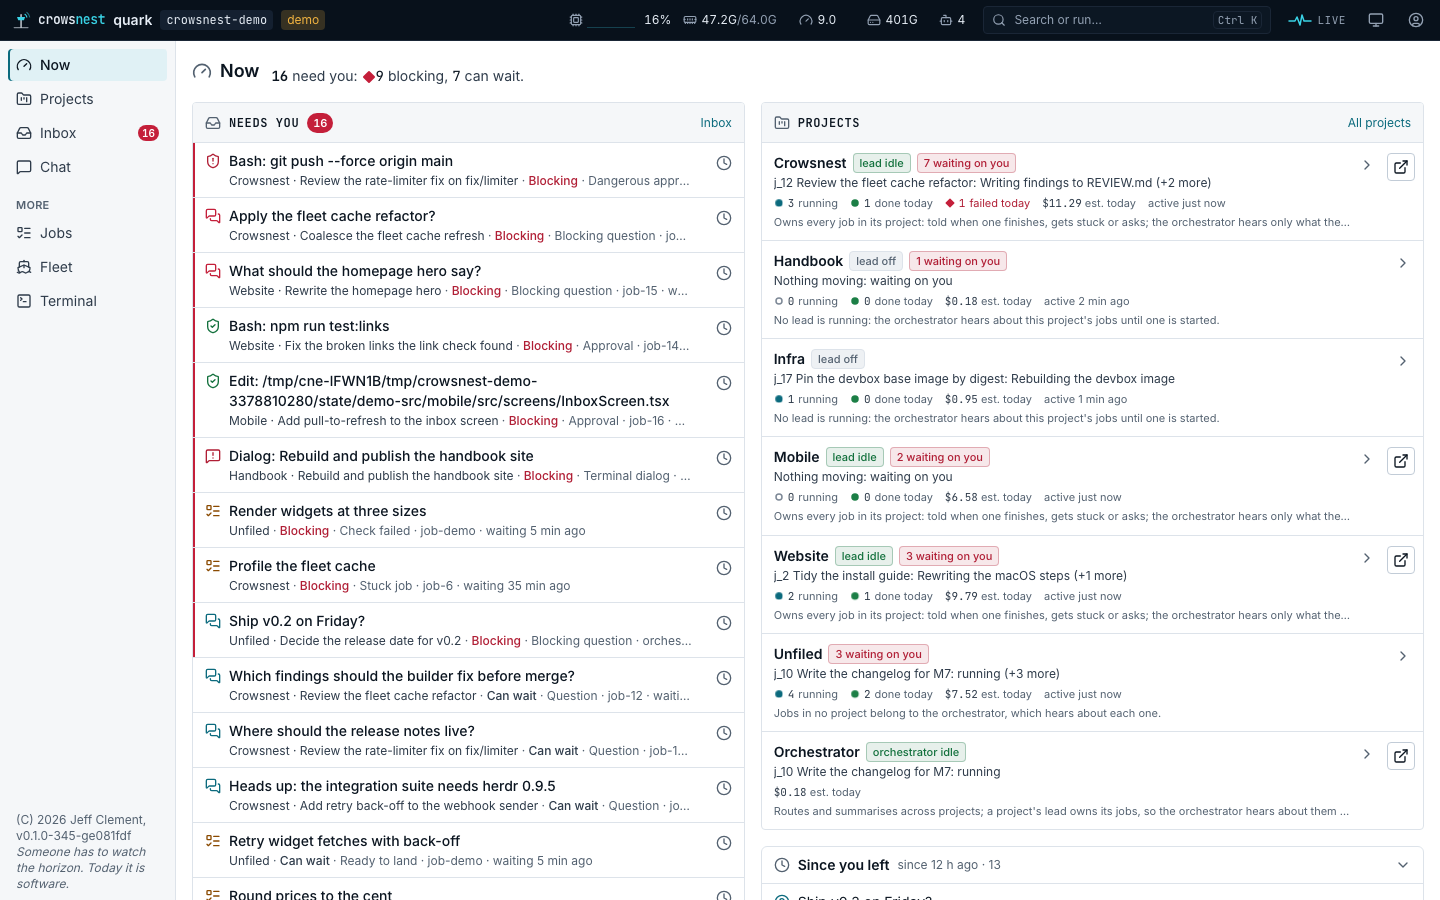 crowsnest quark crowsnest-demo demo
16% 47.2G/64.0G 9.0 401G 4 Search or run... Ctrl K LIVE
Now
Projects
Inbox 16
Chat
MORE
Jobs
Fleet
Terminal
(C) 2026 Jeff Clement,
v0.1.0-345-ge081fdf
Someone has to watch
the horizon. Today it is
software.
Now 16 need you: 9 blocking, 7 can wait.
NEEDS YOU 16 Inbox
Bash: git push --force origin main
Crowsnest · Review the rate-limiter fix on fix/limiter · Blocking · Dangerous appr...
Apply the fleet cache refactor?
Crowsnest · Coalesce the fleet cache refresh · Blocking · Blocking question · jo...
What should the homepage hero say?
Website · Rewrite the homepage hero · Blocking · Blocking question · job-15 · w...
Bash: npm run test:links
Website · Fix the broken links the link check found · Blocking · Approval · job-14...
Edit: /tmp/cne-IFWN1B/tmp/crowsnest-demo-
3378810280/state/demo-src/mobile/src/screens/InboxScreen.tsx
Mobile · Add pull-to-refresh to the inbox screen · Blocking · Approval · job-16 · ...
Dialog: Rebuild and publish the handbook site
Handbook · Rebuild and publish the handbook site · Blocking · Terminal dialog · ...
Render widgets at three sizes
Unfiled · Blocking · Check failed · job-demo · waiting 5 min ago
Profile the fleet cache
Crowsnest · Blocking · Stuck job · job-6 · waiting 35 min ago
Ship v0.2 on Friday?
Unfiled · Decide the release date for v0.2 · Blocking · Blocking question · orches...
Which findings should the builder fix before merge?
Crowsnest · Review the fleet cache refactor · Can wait · Question · job-12 · waiti...
Where should the release notes live?
Crowsnest · Review the rate-limiter fix on fix/limiter · Can wait · Question · job-1...
Heads up: the integration suite needs herdr 0.9.5
Crowsnest · Add retry back-off to the webhook sender · Can wait · Question · jo...
Retry widget fetches with back-off
Unfiled · Can wait · Ready to land · job-demo · waiting 5 min ago
Round prices to the cent
PROJECTS All projects
Crowsnest lead idle 7 waiting on you
j_12 Review the fleet cache refactor: Writing findings to REVIEW.md (+2 more)
3 running 1 done today 1 failed today $11.29 est. today active just now
Owns every job in its project: told when one finishes, gets stuck or asks; the orchestrator hears only what the...
Handbook lead off 1 waiting on you
Nothing moving: waiting on you
0 running 0 done today $0.18 est. today active 2 min ago
No lead is running: the orchestrator hears about this project's jobs until one is started.
Infra lead off
j_17 Pin the devbox base image by digest: Rebuilding the devbox image
1 running 0 done today $0.95 est. today active 1 min ago
No lead is running: the orchestrator hears about this project's jobs until one is started.
Mobile lead idle 2 waiting on you
Nothing moving: waiting on you
0 running 0 done today $6.58 est. today active just now
Owns every job in its project: told when one finishes, gets stuck or asks; the orchestrator hears only what the...
Website lead idle 3 waiting on you
j_2 Tidy the install guide: Rewriting the macOS steps (+1 more)
2 running 1 done today $9.79 est. today active just now
Owns every job in its project: told when one finishes, gets stuck or asks; the orchestrator hears only what the...
Unfiled 3 waiting on you
j_10 Write the changelog for M7: running (+3 more)
4 running 2 done today $7.52 est. today active just now
Jobs in no project belong to the orchestrator, which hears about each one.
Orchestrator orchestrator idle
j_10 Write the changelog for M7: running
$0.18 est. today
Routes and summarises across projects; a project's lead owns its jobs, so the orchestrator hears about them ...
Since you left since 12 h ago · 13
Ship v0.2 on Friday?